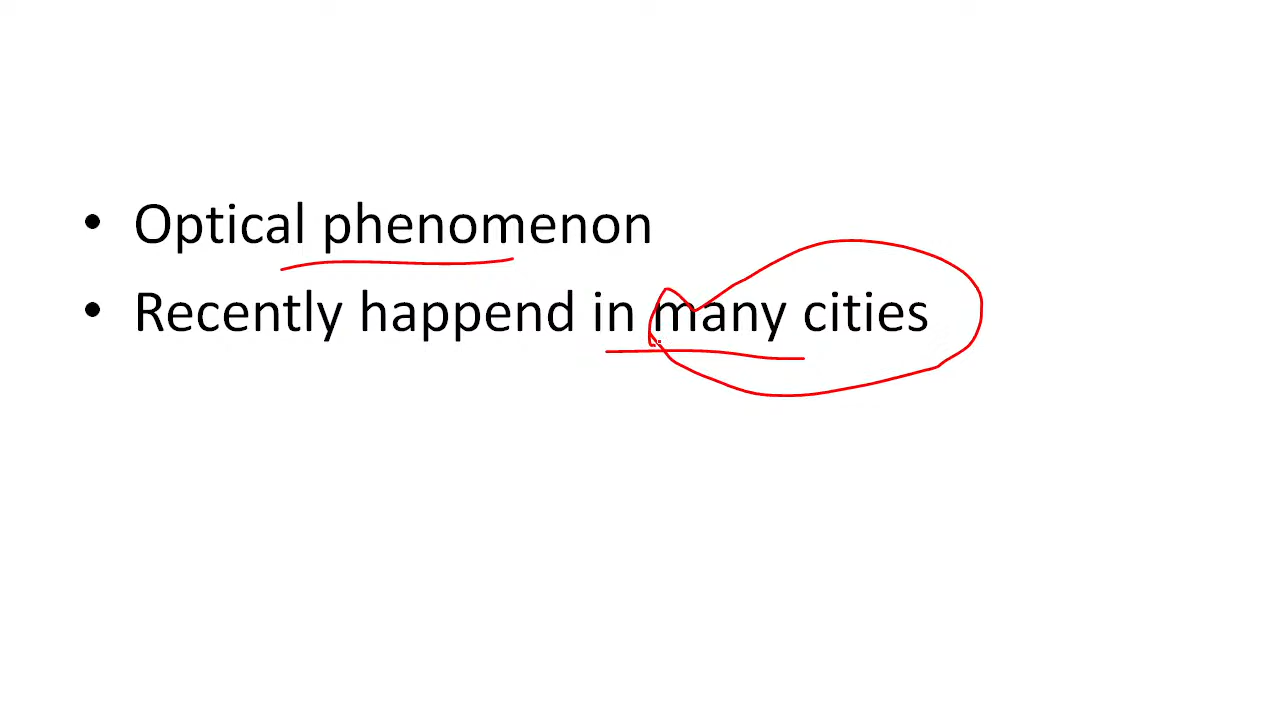 • Optical phenomenon
• Recently happend in many cities